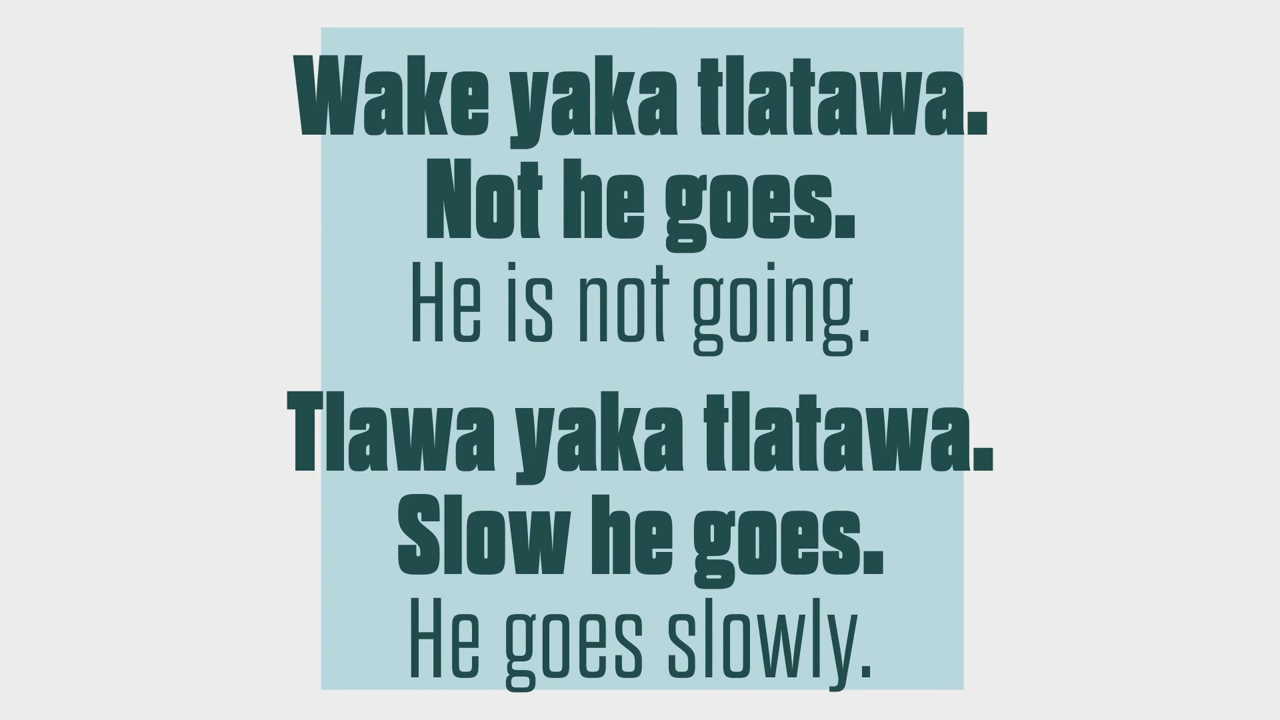 Wake yaka tlatawa.
Not he goes.
He is not going.
Tlawa yaka tlatawa.
Slow he goes.
He goes slowly.